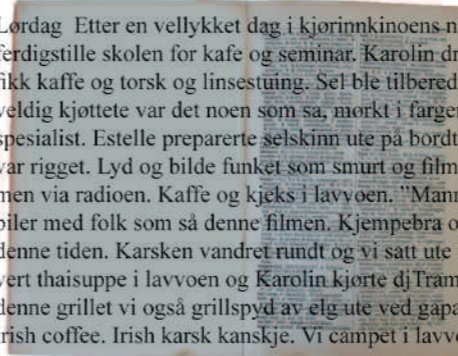 Lørdag Etter en vellykket dag i kjørinnkinoens n
ferdigstille skolen for kafe og seminar. Karolin dr
fikk kaffe og torsk og linsestuing. Sel ble tilbered
veldig kjøttete var det noen som sa, mørkt i farger
spesialist. Estelle preparerte selskinn ute på bordt
var rigget. Lyd og bilde funket som smurt og film
men via radioen. Kaffe og kjeks i lavvoen. "Mann
biler med folk som så denne filmen. Kjempebra o
denne tiden. Karsken vandret rundt og vi satt ute
vert thaisuppe i lavvoen og Karolin kjørte djTram
denne grillet vi også grillspyd av elg ute ved gapa
irish coffee. Irish karsk kanskje. Vi campet i lavv